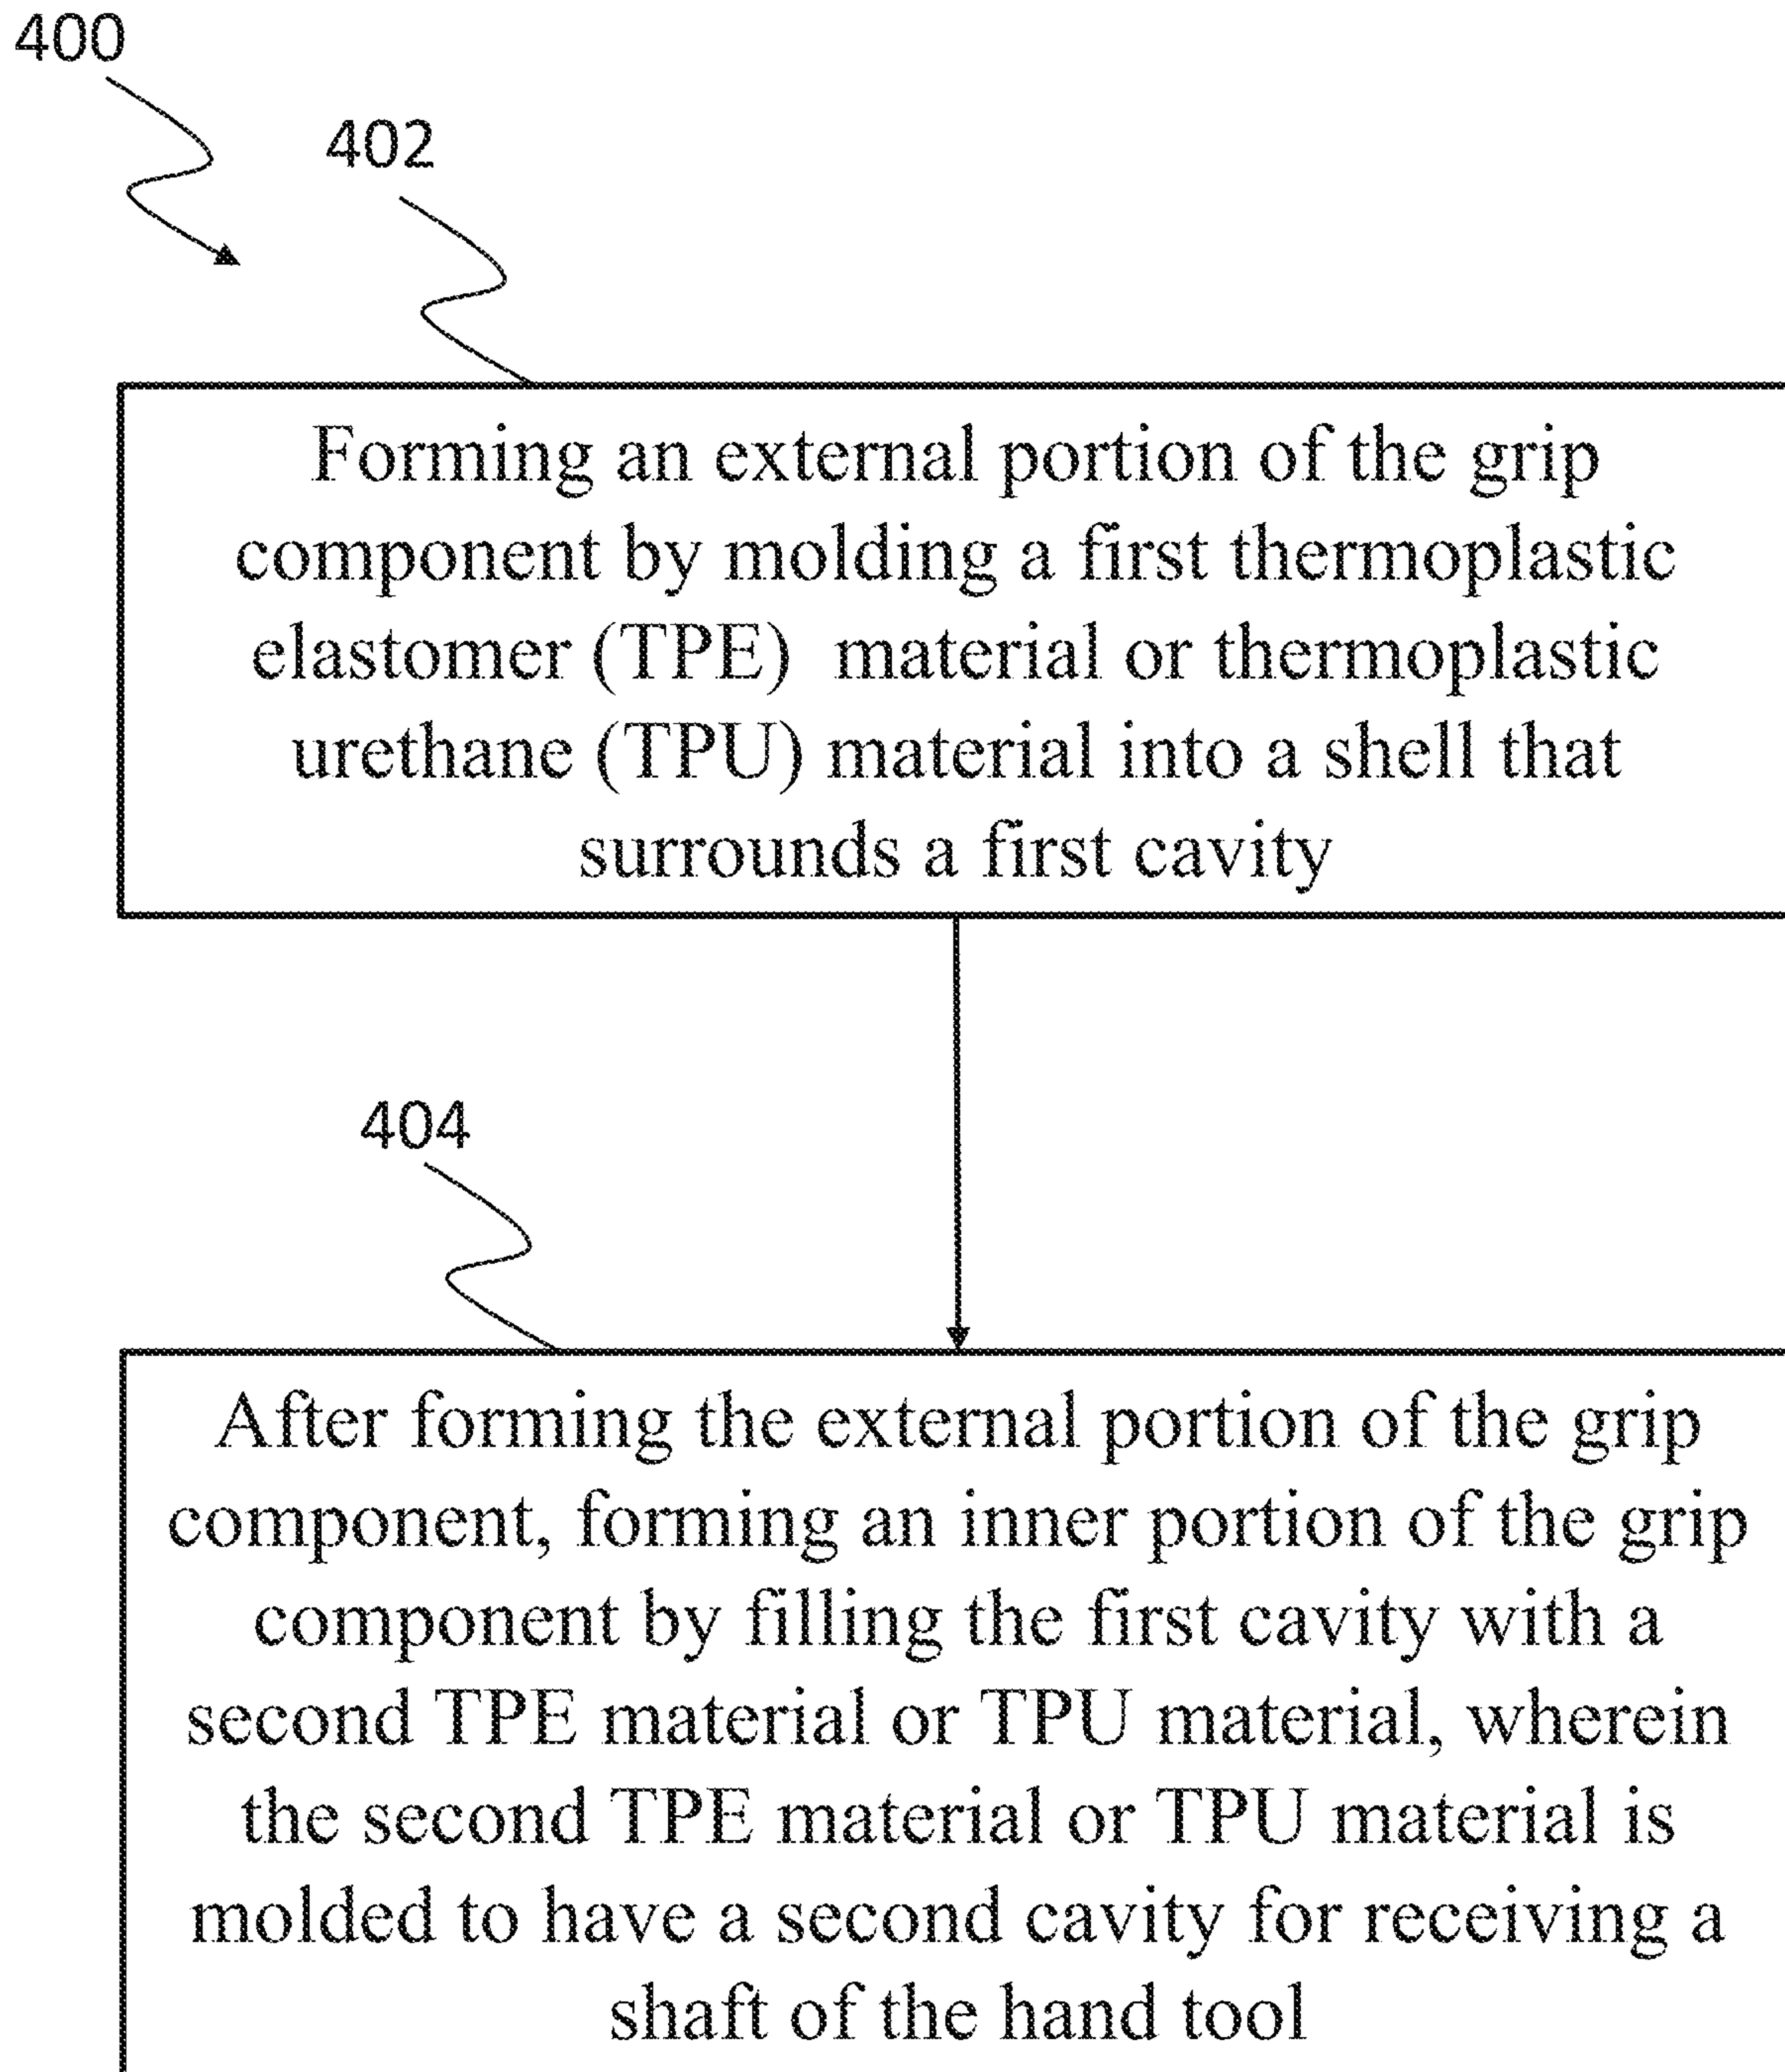 400
402
Forming an external portion of the grip
component by molding a first thermoplastic
elastomer (TPE) material or thermoplastic
urethane (TPU) material into a shell that
surrounds a first cavity
404
After forming the external portion of the grip
component, forming an inner portion of the grip
component by filling the first cavity with a
second TPE material or TPU material, wherein
the second TPE material or TPU material is
molded to have a second cavity for receiving a
shaft of the hand tool